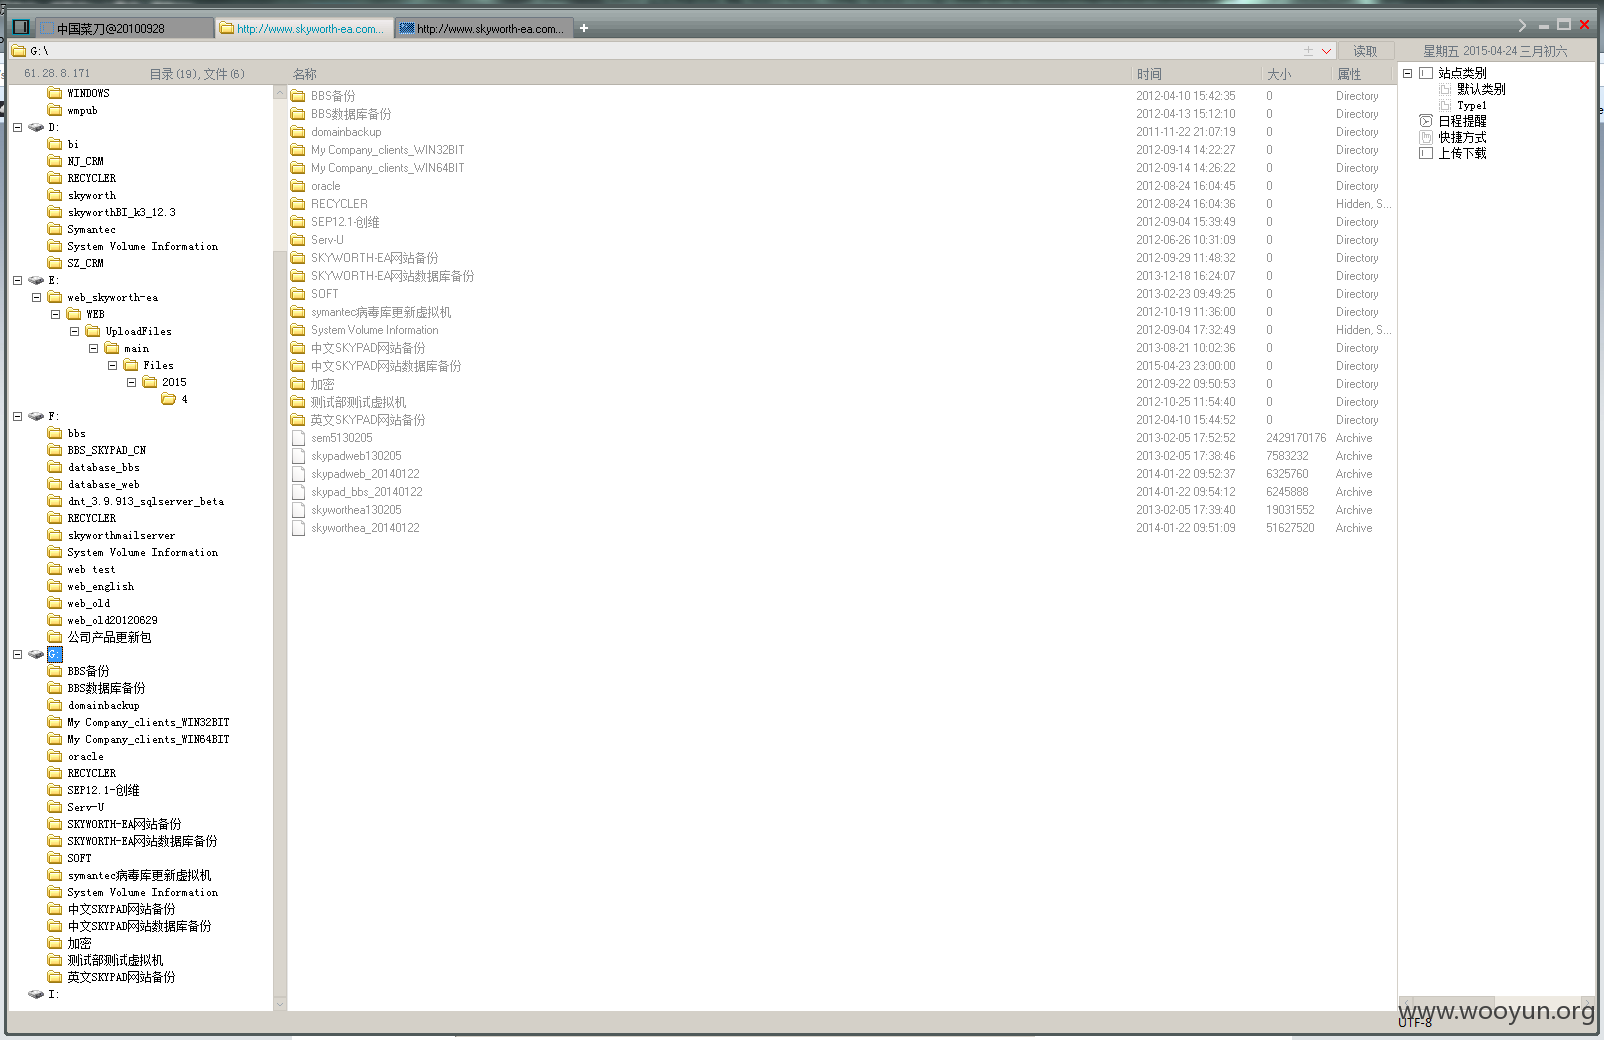 中国菜刀@20100928
http://www.skyworth-ea.com...
http://www.skyworth-ea.com...
+
G:\
读取
星期五 2015-04-24 三月初六
61.28.8.171
目录(19),文件(6)
名称
时间
大小
属性
WINDOWS
wmpub
D:
bi
NJ_CRM
RECYCLER
skyworth
skyworthBI_k3_12.3
Symantec
System Volume Information
SZ_CRM
E:
web_skyworth-ea
WEB
UploadFiles
main
Files
2015
4
F:
bbs
BBS_SKYPAD_CN
database_bbs
database_web
dnt_3.9.913_sqlserver_beta
RECYCLER
skyworthmailserver
System Volume Information
web test
web_english
web_old
web_old20120629
公司产品更新包
G:
BBS备份
BBS数据库备份
domainbackup
My Company_clients_WIN32BIT
My Company_clients_WIN64BIT
oracle
RECYCLER
SEP12.1-创维
Serv-U
SKYWORTH-EA网站备份
SKYWORTH-EA网站数据库备份
SOFT
symantec病毒库更新虚拟机
System Volume Information
中文SKYPAD网站备份
中文SKYPAD网站数据库备份
加密
测试部测试虚拟机
英文SKYPAD网站备份
I:
BBS备份 2012-04-10 15:42:35 0 Directory
BBS数据库备份 2012-04-13 15:12:10 0 Directory
domainbackup 2011-11-22 21:07:19 0 Directory
My Company_clients_WIN32BIT 2012-09-14 14:22:27 0 Directory
My Company_clients_WIN64BIT 2012-09-14 14:26:22 0 Directory
oracle 2012-08-24 16:04:45 0 Directory
RECYCLER 2012-08-24 16:04:36 0 Hidden, S...
SEP12.1-创维 2012-09-04 15:39:49 0 Directory
Serv-U 2012-06-26 10:31:09 0 Directory
SKYWORTH-EA网站备份 2012-09-29 11:48:32 0 Directory
SKYWORTH-EA网站数据库备份 2013-12-18 16:24:07 0 Directory
SOFT 2013-02-23 09:49:25 0 Directory
symantec病毒库更新虚拟机 2012-10-19 11:36:00 0 Directory
System Volume Information 2012-09-04 17:32:49 0 Hidden, S...
中文SKYPAD网站备份 2013-08-21 10:02:36 0 Directory
中文SKYPAD网站数据库备份 2015-04-23 23:00:00 0 Directory
加密 2012-09-22 09:50:53 0 Directory
测试部测试虚拟机 2012-10-25 11:54:40 0 Directory
英文SKYPAD网站备份 2012-04-10 15:44:52 0 Directory
sem5130205 2013-02-05 17:52:52 2429170176 Archive
skypadweb130205 2013-02-05 17:38:46 7583232 Archive
skypadweb_20140122 2014-01-22 09:52:37 6325760 Archive
skypad_bbs_20140122 2014-01-22 09:54:12 6245888 Archive
skyworthea130205 2013-02-05 17:39:40 19031552 Archive
skyworthea_20140122 2014-01-22 09:51:09 51627520 Archive
站点类别
默认类别
Type1
日程提醒
快捷方式
上传下载
www.wooyun.org
UTF-8